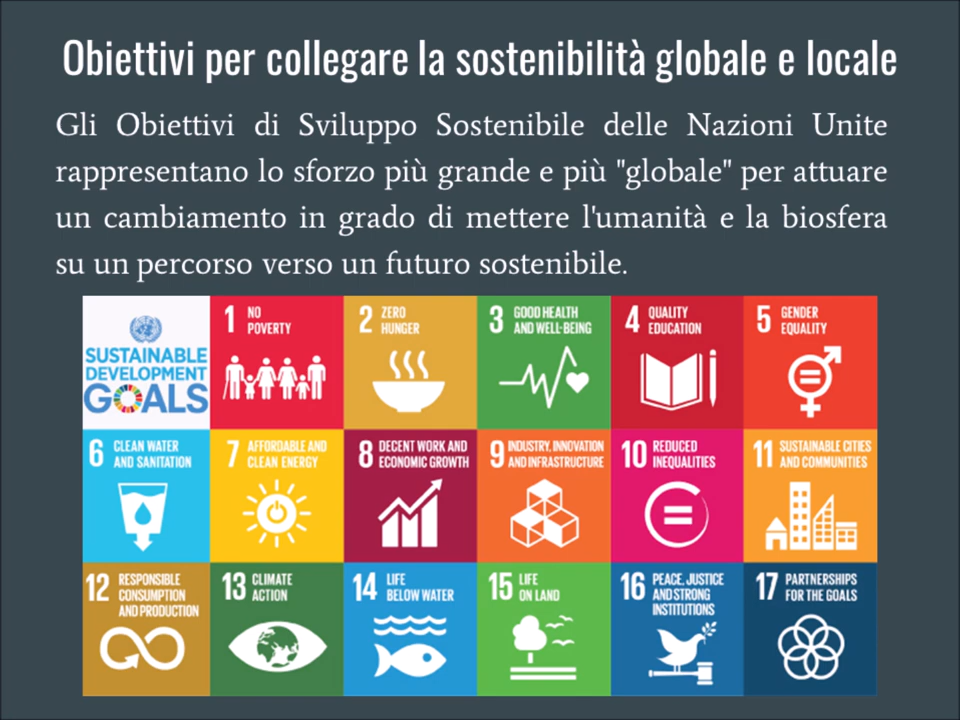 Obiettivi per collegare la sostenibilità globale e locale
Gli Obiettivi di Sviluppo Sostenibile delle Nazioni Unite
rappresentano lo sforzo più grande e più "globale" per attuare
un cambiamento in grado di mettere l'umanità e la biosfera
su un percorso verso un futuro sostenibile.
SUSTAINABLE
DEVELOPMENT
GOALS
1 NO
POVERTY
2 ZERO
HUNGER
3 GOOD HEALTH
AND WELL-BEING
4 QUALITY
EDUCATION
5 GENDER
EQUALITY
6 CLEAN WATER
AND SANITATION
7 AFFORDABLE AND
CLEAN ENERGY
8 DECENT WORK AND
ECONOMIC GROWTH
9 INDUSTRY, INNOVATION
AND INFRASTRUCTURE
10 REDUCED
INEQUALITIES
11 SUSTAINABLE CITIES
AND COMMUNITIES
12 RESPONSIBLE
CONSUMPTION
AND PRODUCTION
13 CLIMATE
ACTION
14 LIFE
BELOW WATER
15 LIFE
ON LAND
16 PEACE, JUSTICE
AND STRONG
INSTITUTIONS
17 PARTNERSHIPS
FOR THE GOALS